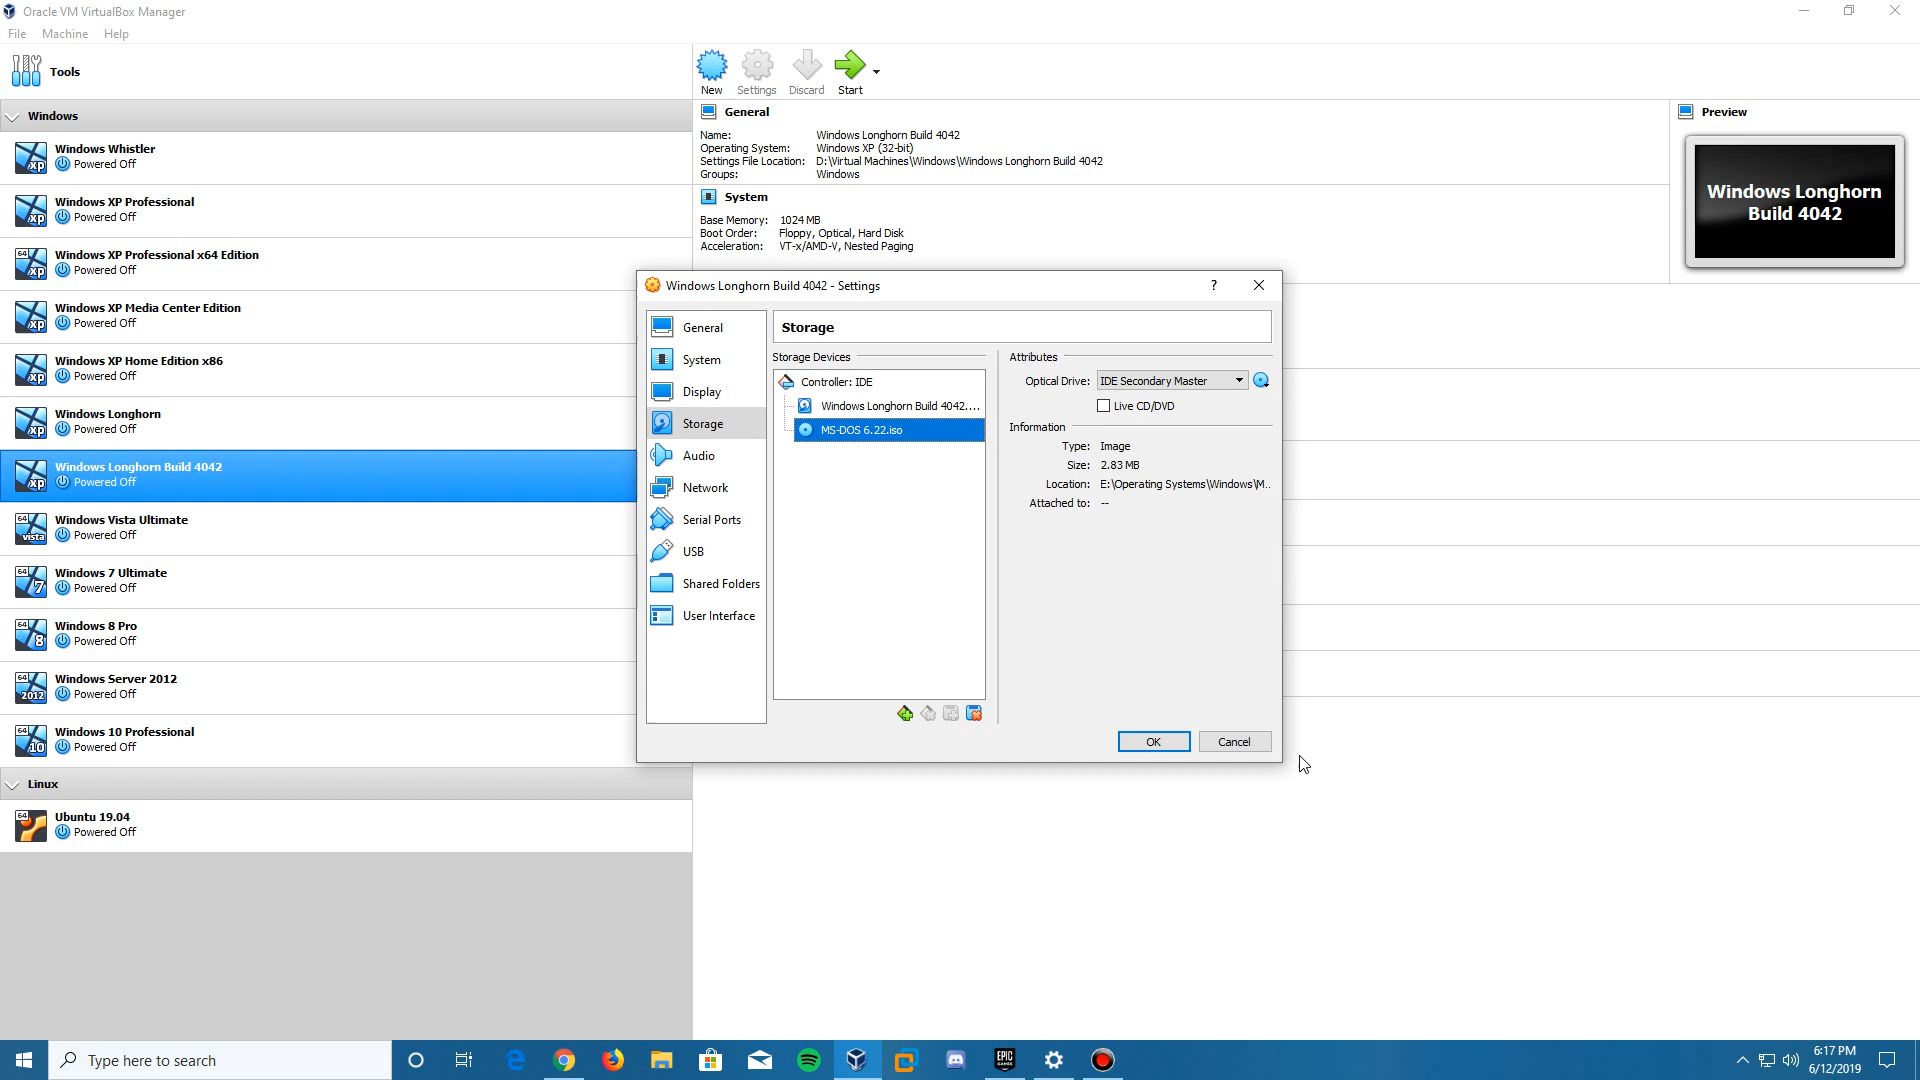 Oracle VM VirtualBox Manager
File Machine Help
Tools
New Settings Discard Start
Windows
Windows Whistler
Powered Off
Windows XP Professional
Powered Off
64
Windows XP Professional x64 Edition
Powered Off
Windows XP Media Center Edition
Powered Off
Windows XP Home Edition x86
Powered Off
Windows Longhorn
Powered Off
Windows Longhorn Build 4042
Powered Off
Windows Vista Ultimate
Powered Off
Windows 7 Ultimate
Powered Off
Windows 8 Pro
Powered Off
Windows Server 2012
Powered Off
Windows 10 Professional
Powered Off
Linux
Ubuntu 19.04
Powered Off
General
Name: Windows Longhorn Build 4042
Operating System: Windows XP (32-bit)
Settings File Location: D:\Virtual Machines\Windows\Windows Longhorn Build 4042
Groups: Windows
System
Base Memory: 1024 MB
Boot Order: Floppy, Optical, Hard Disk
Acceleration: VT-x/AMD-V, Nested Paging
Preview
Windows Longhorn
Build 4042
Windows Longhorn Build 4042 - Settings
General
System
Display
Storage
Audio
Network
Serial Ports
USB
Shared Folders
User Interface
Storage
Storage Devices
Controller: IDE
Windows Longhorn Build 4042....
MS-DOS 6.22.iso
Attributes
Optical Drive: IDE Secondary Master
Live CD/DVD
Information
Type: Image
Size: 2.83 MB
Location: E:\Operating Systems\Windows\M..
Attached to: --
OK Cancel
Type here to search
EPIC
GAMES
6:17 PM
6/12/2019